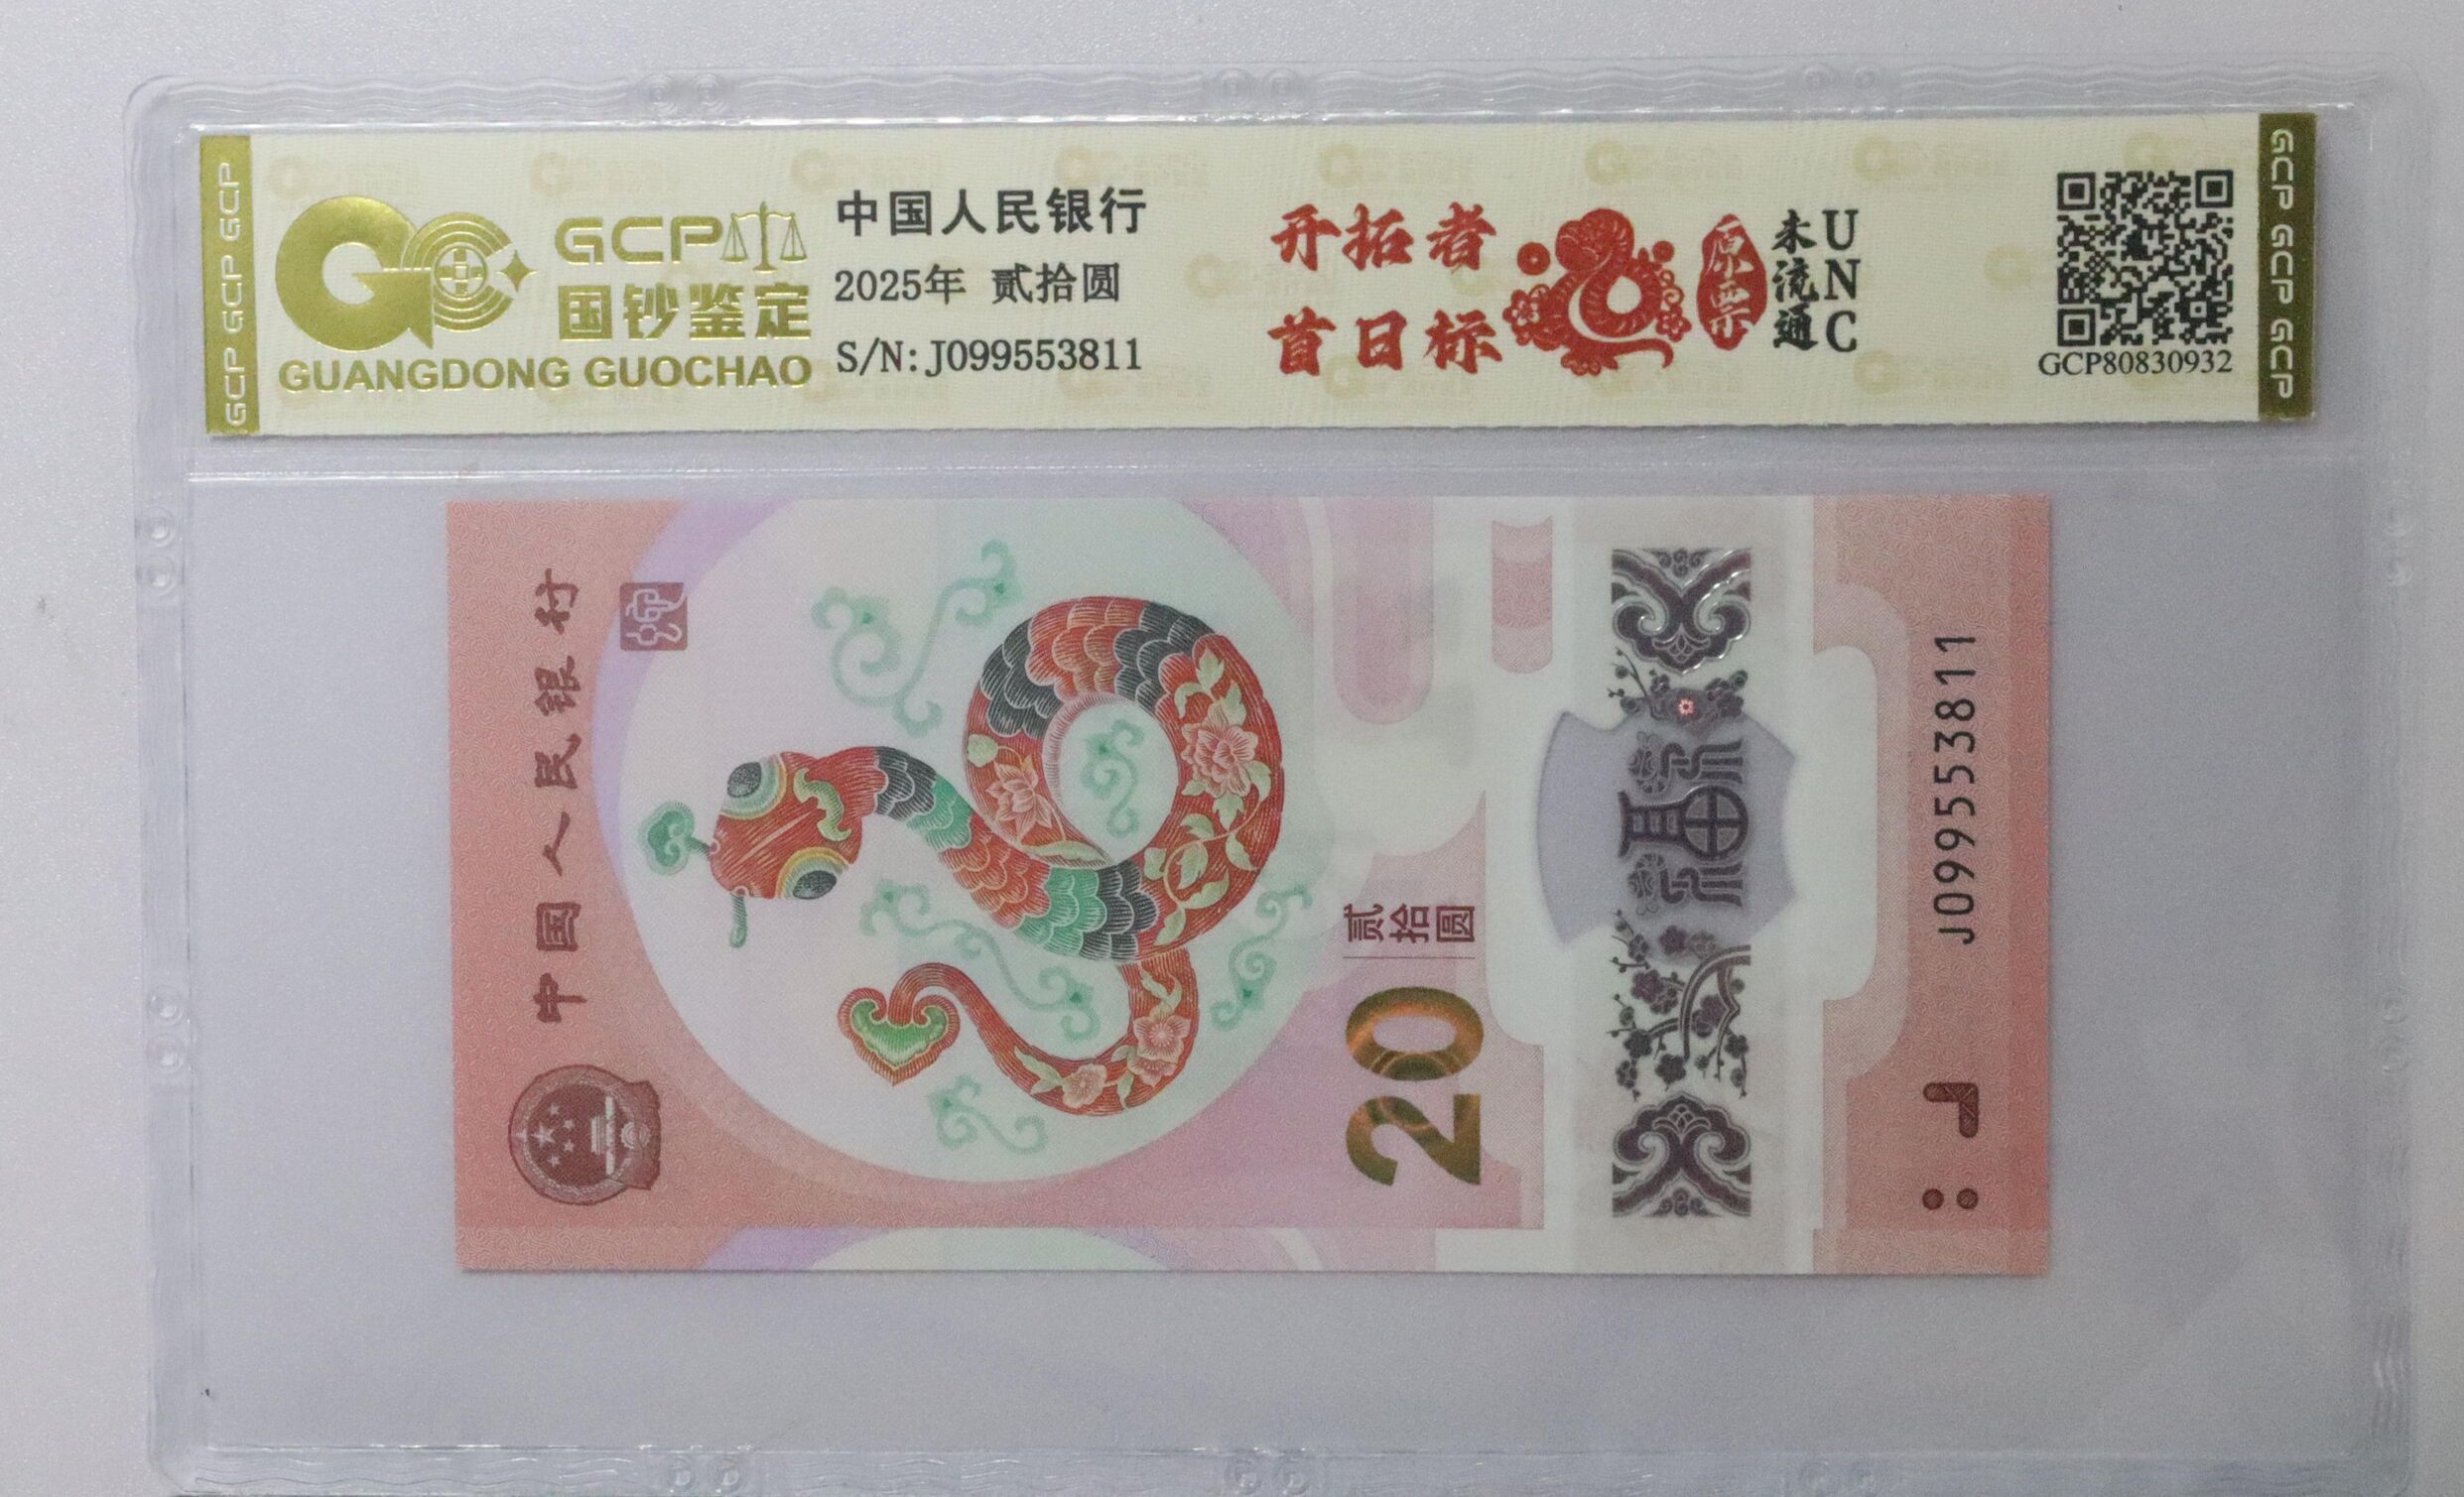 GCP GCP GCP
GCP
国钞鉴定
GUANGDONG GUOCHAO
中国人民银行
2025年 贰拾圆
S/N:J099553811
开拓者
首日标
原票
未流通
UNC
GCP80830932
GCP GCP GCP
中国人民银行
20
贰拾圆
福
J099553811